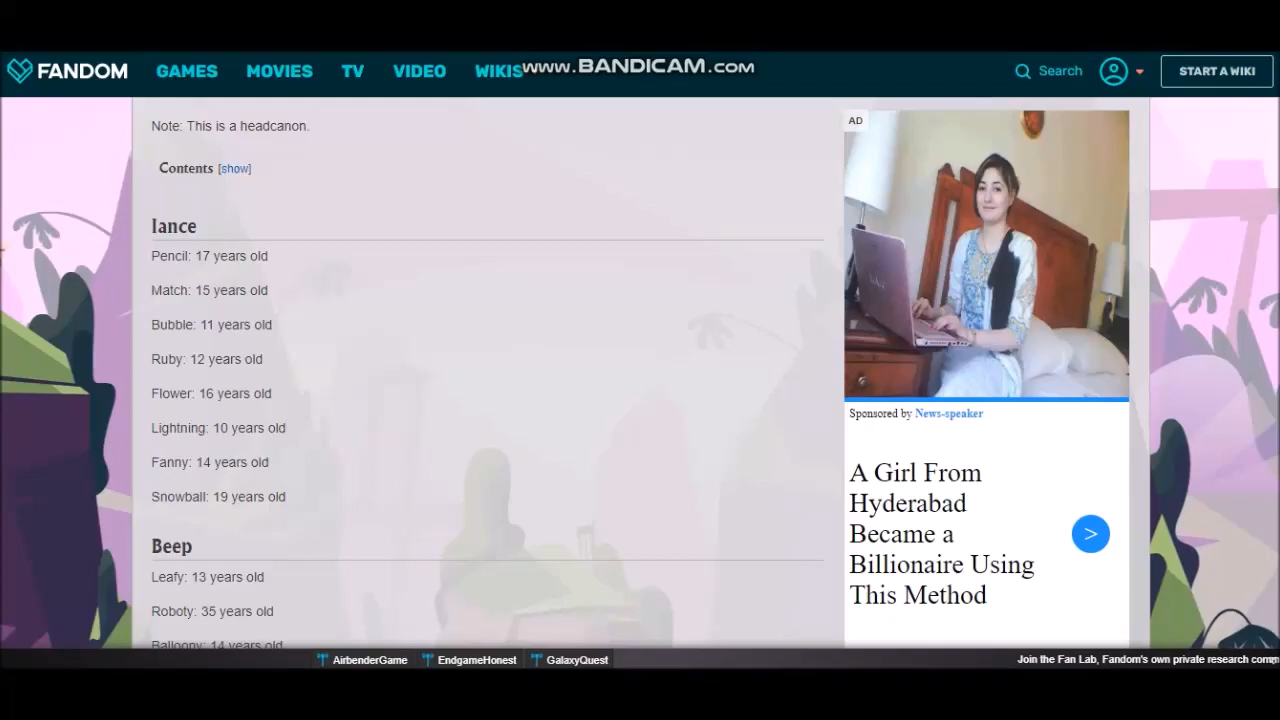 FANDOM GAMES MOVIES TV VIDEO WIKIS www.BANDICAM.com Search START A WIKI
Note: This is a headcanon.
Contents [show]
Iance
Pencil: 17 years old
Match: 15 years old
Bubble: 11 years old
Ruby: 12 years old
Flower: 16 years old
Lightning: 10 years old
Fanny: 14 years old
Snowball: 19 years old
Beep
Leafy: 13 years old
Roboty: 35 years old
Balloony: 14 years old
AD
Sponsored by News-speaker
A Girl From
Hyderabad
Became a
Billionaire Using
This Method
>
AirbenderGame EndgameHonest GalaxyQuest Join the Fan Lab, Fandom's own private research